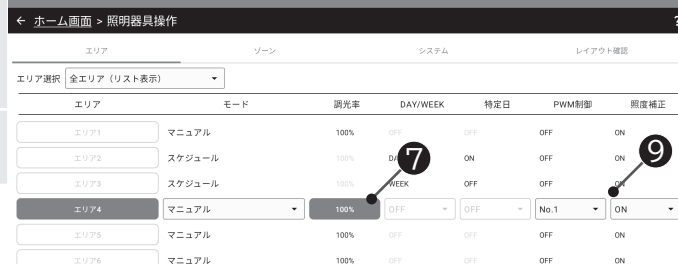 ← ホーム画面 > 照明器具操作 ?
エリア ゾーン システム レイアウト確認
エリア選択 全エリア（リスト表示）
エリア モード 調光率 DAY/WEEK 特定日 PWM制御 照度補正
エリア1 マニュアル 100% OFF OFF OFF ON
エリア2 スケジュール 100% DA ON OFF ON
エリア3 スケジュール 100% WEEK OFF OFF ON
エリア4 マニュアル 100% OFF OFF No.1 ON
エリア5 マニュアル 100% OFF OFF OFF ON
エリア6 マニュアル 100% OFF OFF OFF ON
7
9